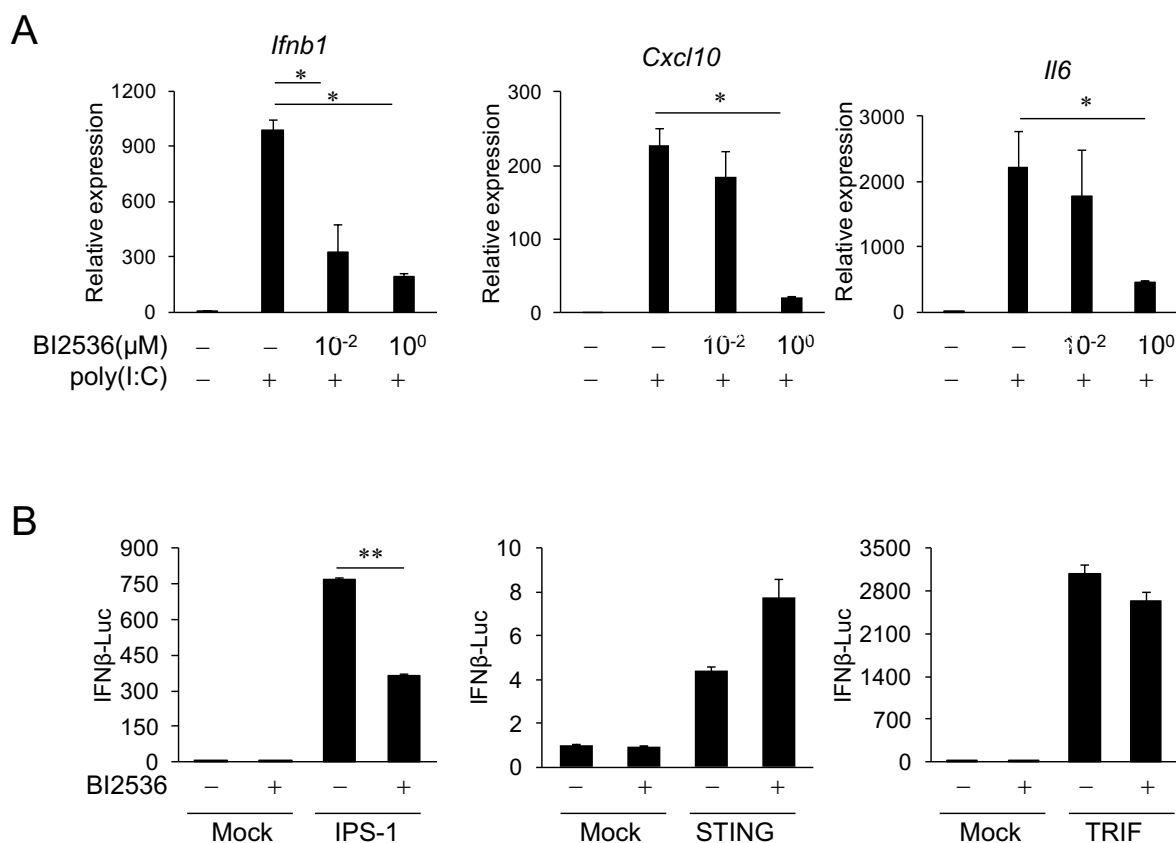 A
Ifnb1
Cxcl10
Il6
Relative expression
1200
900
600
300
0
*
*
Relative expression
300
200
100
0
*
Relative expression
3000
2000
1000
0
*
BI2536(µM) – – 10⁻² 10⁰ – – 10⁻² 10⁰ – – 10⁻² 10⁰
poly(I:C) – + + + – + + + – + + +
B
IFNβ-Luc
900
750
600
450
300
150
0
**
IFNβ-Luc
10
8
6
4
2
0
IFNβ-Luc
3500
2800
2100
1400
700
0
BI2536 – + – + – + – + – + – +
Mock IPS-1 Mock STING Mock TRIF